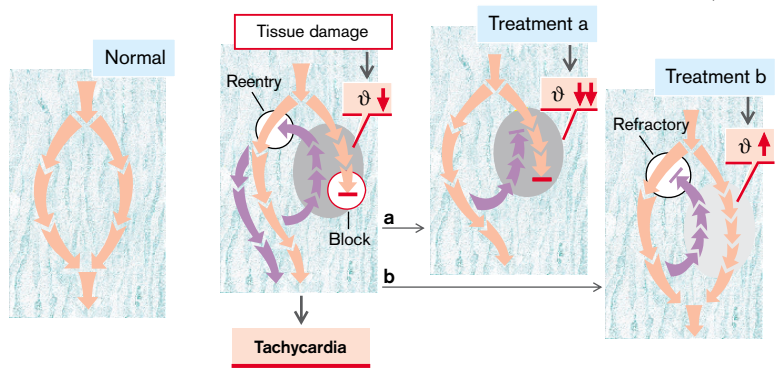 Normal
Tissue damage
Reentry
ϑ
Block
Tachycardia
a
b
Treatment a
ϑ
Treatment b
Refractory
ϑ